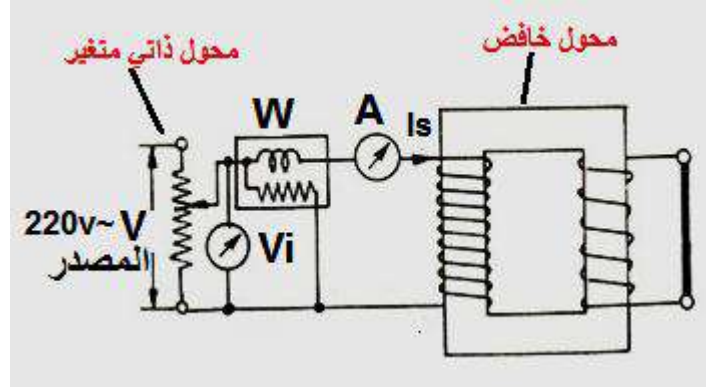 محول خافض
محول ذاتي متغير
W
A
Is
220v~ V
المصدر
Vi